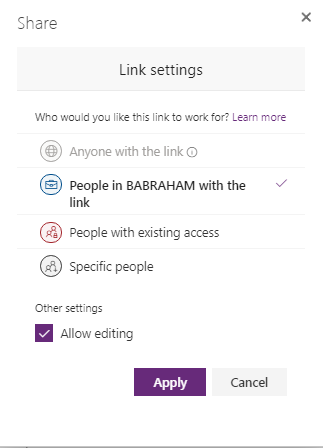 Share
Link settings
Who would you like this link to work for? Learn more
Anyone with the link
People in BABRAHAM with the
link
People with existing access
Specific people
Other settings
Allow editing
Apply Cancel